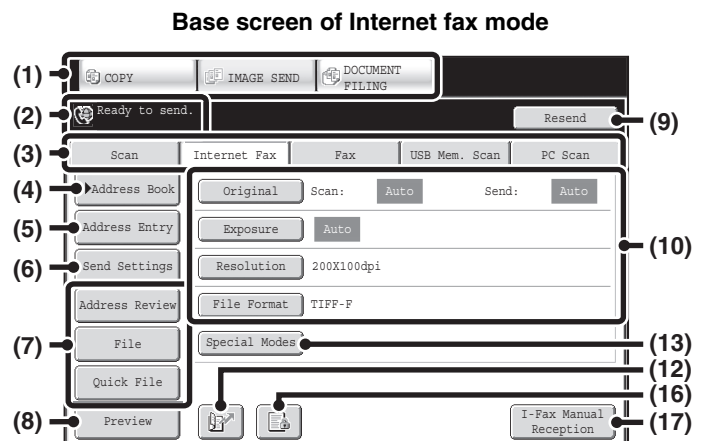 Base screen of Internet fax mode
(1) COPY IMAGE SEND DOCUMENT FILING
(2) Ready to send.
Resend (9)
(3) Scan Internet Fax Fax USB Mem. Scan PC Scan
(4) Address Book Original Scan: Auto Send: Auto
(5) Address Entry Exposure Auto
(10)
(6) Send Settings Resolution 200X100dpi
Address Review File Format TIFF-F
(7) File Special Modes (13)
(12)
Quick File
(16)
(8) Preview I-Fax Manual Reception (17)